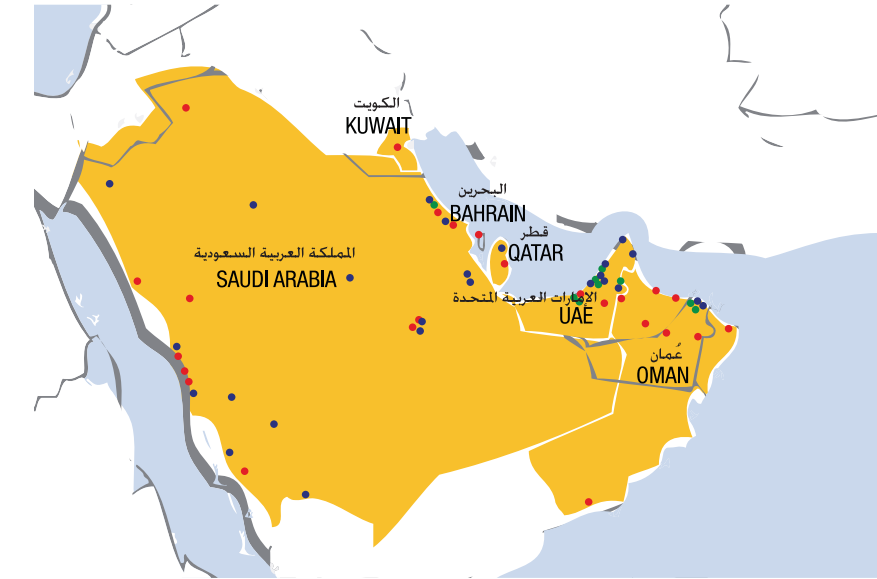 الكويت
KUWAIT
البحرين
BAHRAIN
قطر
QATAR
المملكة العربية السعودية
SAUDI ARABIA
الإمارات العربية المتحدة
UAE
عُمان
OMAN